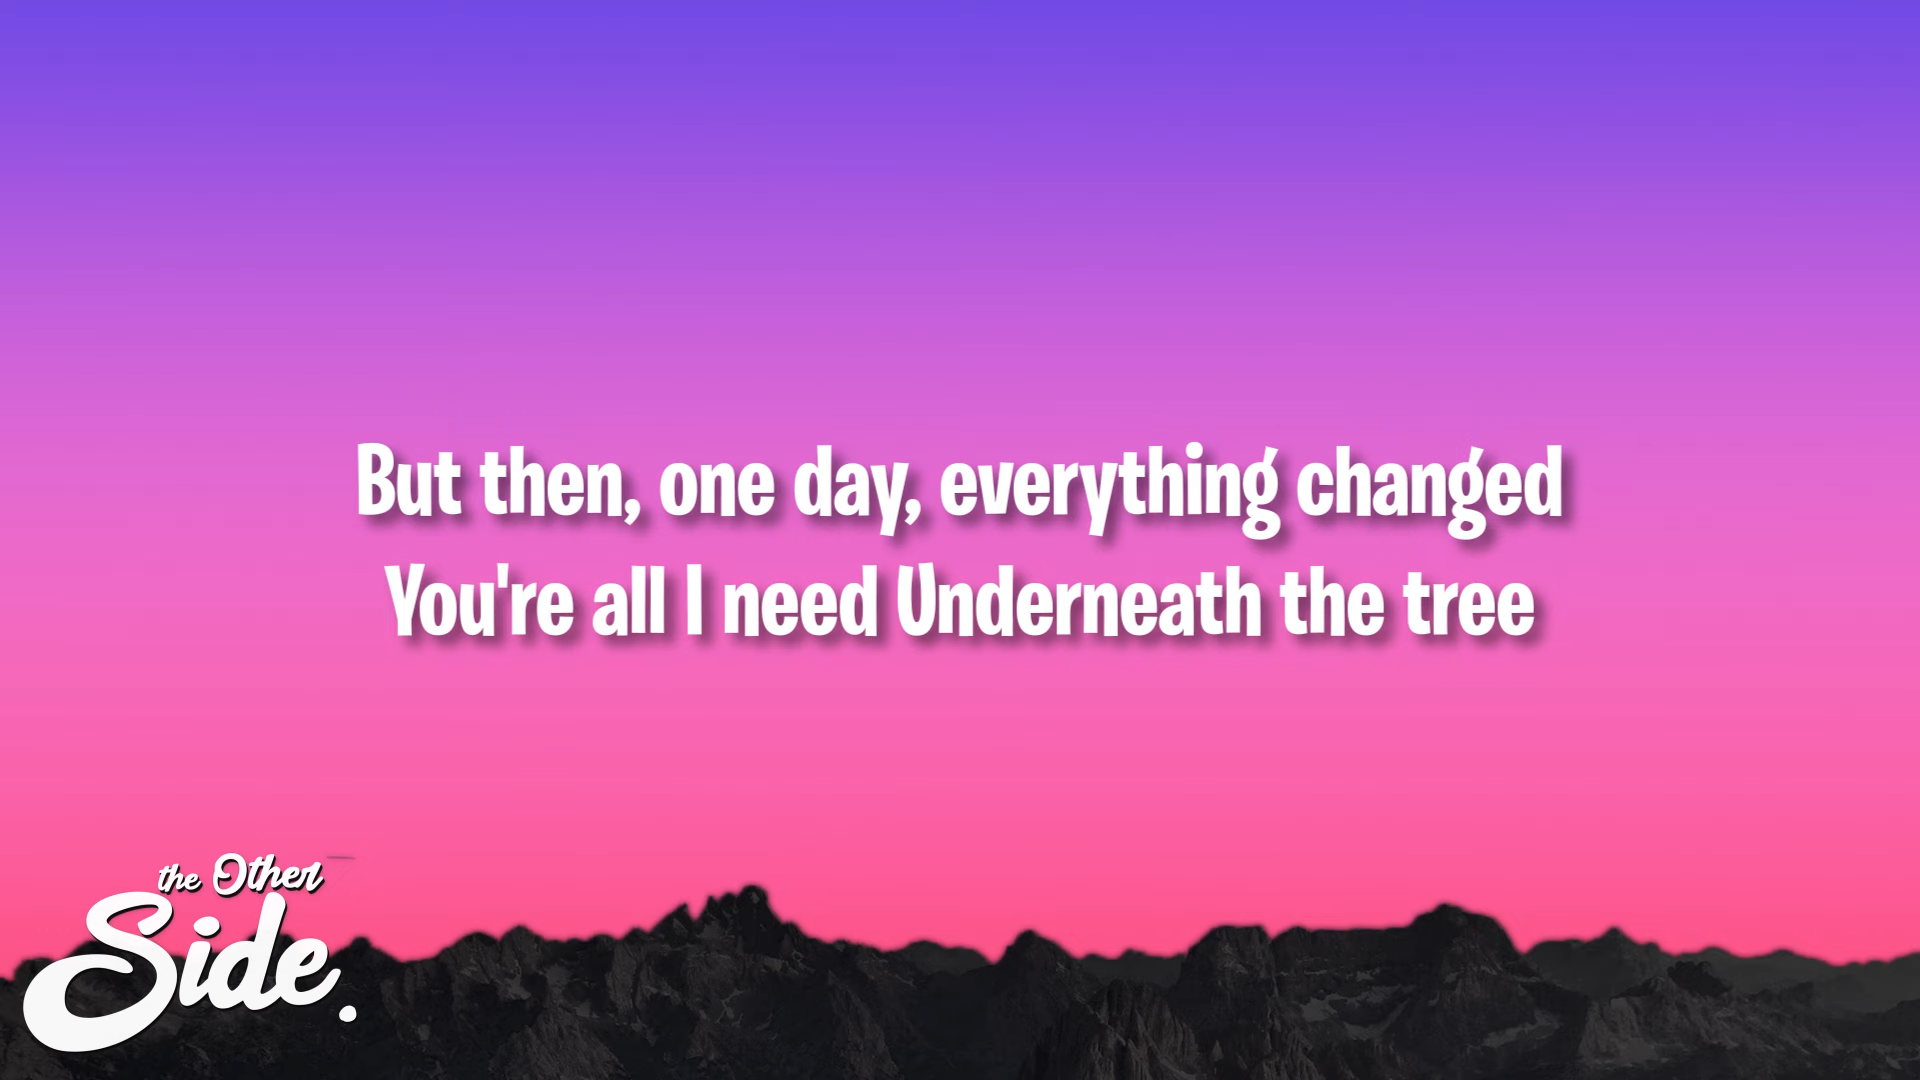 But then, one day, everything changed
You're all I need Underneath the tree
the Other
Side.